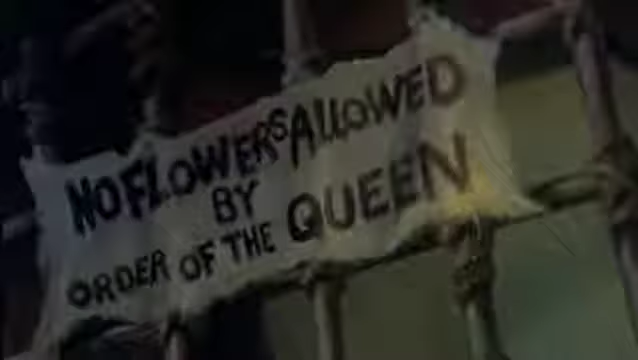 NO FLOWERS ALLOWED
BY
ORDER OF THE QUEEN